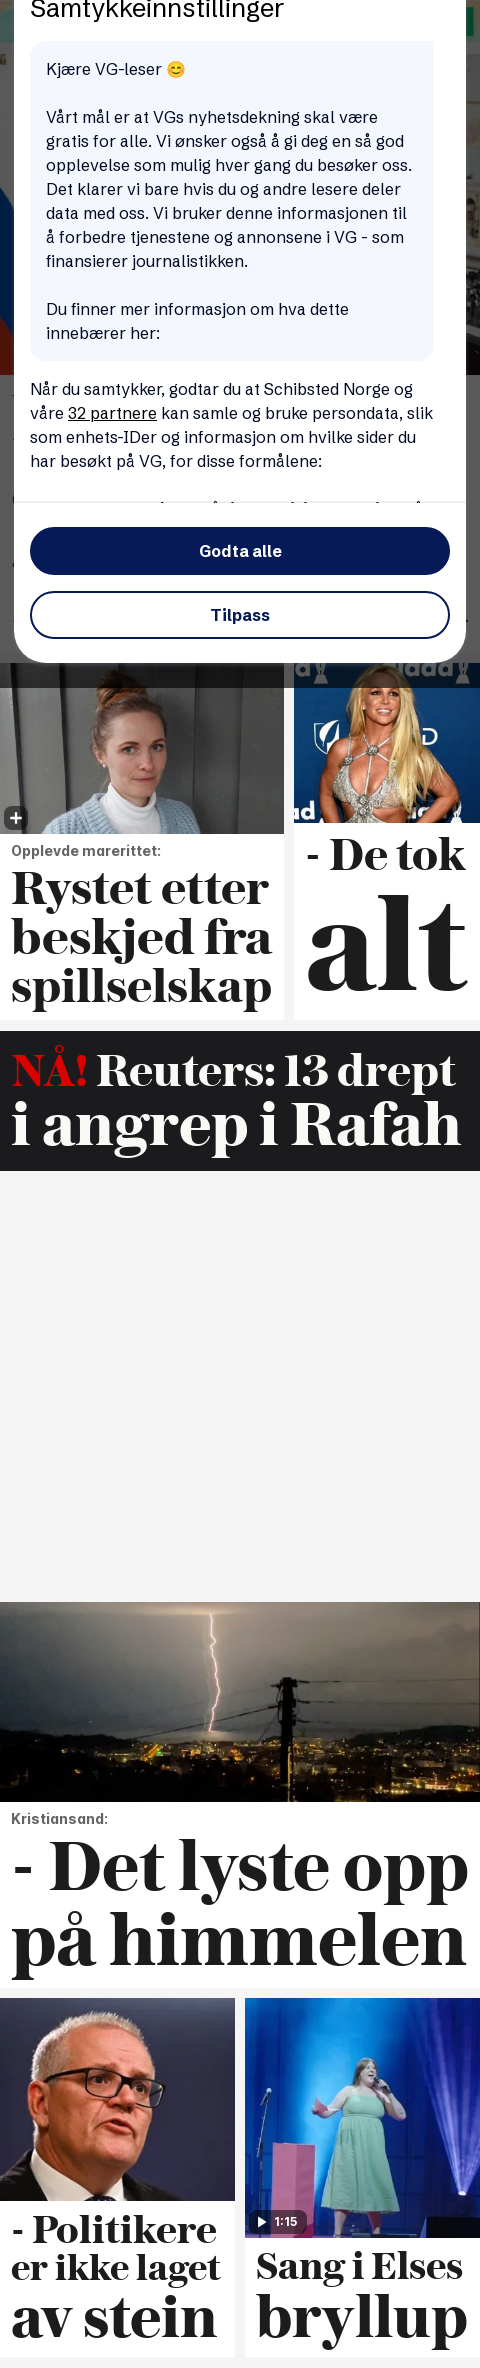 Samtykkeinnstillinger
Kjære VG-leser 😊
Vårt mål er at VGs nyhetsdekning skal være
gratis for alle. Vi ønsker også å gi deg en så god
opplevelse som mulig hver gang du besøker oss.
Det klarer vi bare hvis du og andre lesere deler
data med oss. Vi bruker denne informasjonen til
å forbedre tjenestene og annonsene i VG - som
finansierer journalistikken.
Du finner mer informasjon om hva dette
innebærer her:
Når du samtykker, godtar du at Schibsted Norge og
våre 32 partnere kan samle og bruke persondata, slik
som enhets-IDer og informasjon om hvilke sider du
har besøkt på VG, for disse formålene:
Godta alle
Tilpass
Opplevde marerittet:
Rystet etter
beskjed fra
spillselskap
- De tok
alt
NÅ! Reuters: 13 drept
i angrep i Rafah
Kristiansand:
- Det lyste opp
på himmelen
- Politikere
er ikke laget
av stein
1:15
Sang i Elses
bryllup